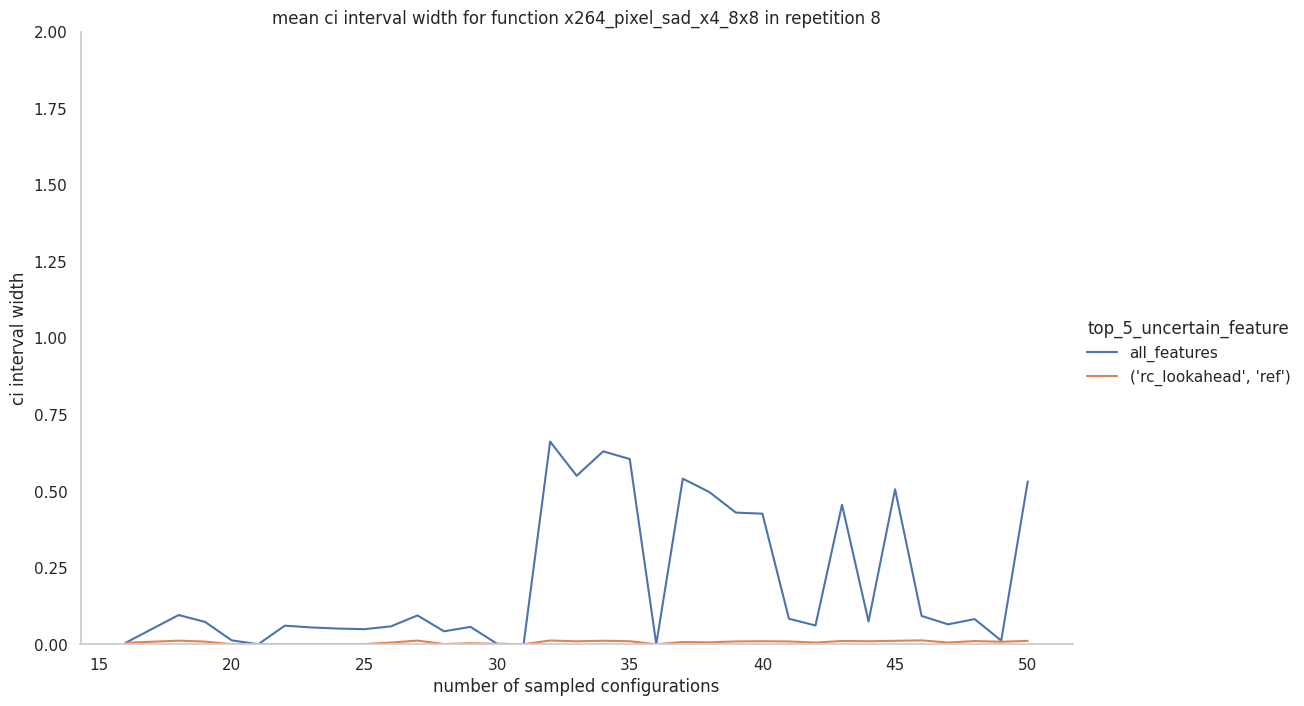 mean ci interval width for function x264_pixel_sad_x4_8x8 in repetition 8
2.00
1.75
1.50
1.25
1.00
0.75
0.50
0.25
0.00
ci interval width
15 20 25 30 35 40 45 50
number of sampled configurations
top_5_uncertain_feature
all_features
('rc_lookahead', 'ref')